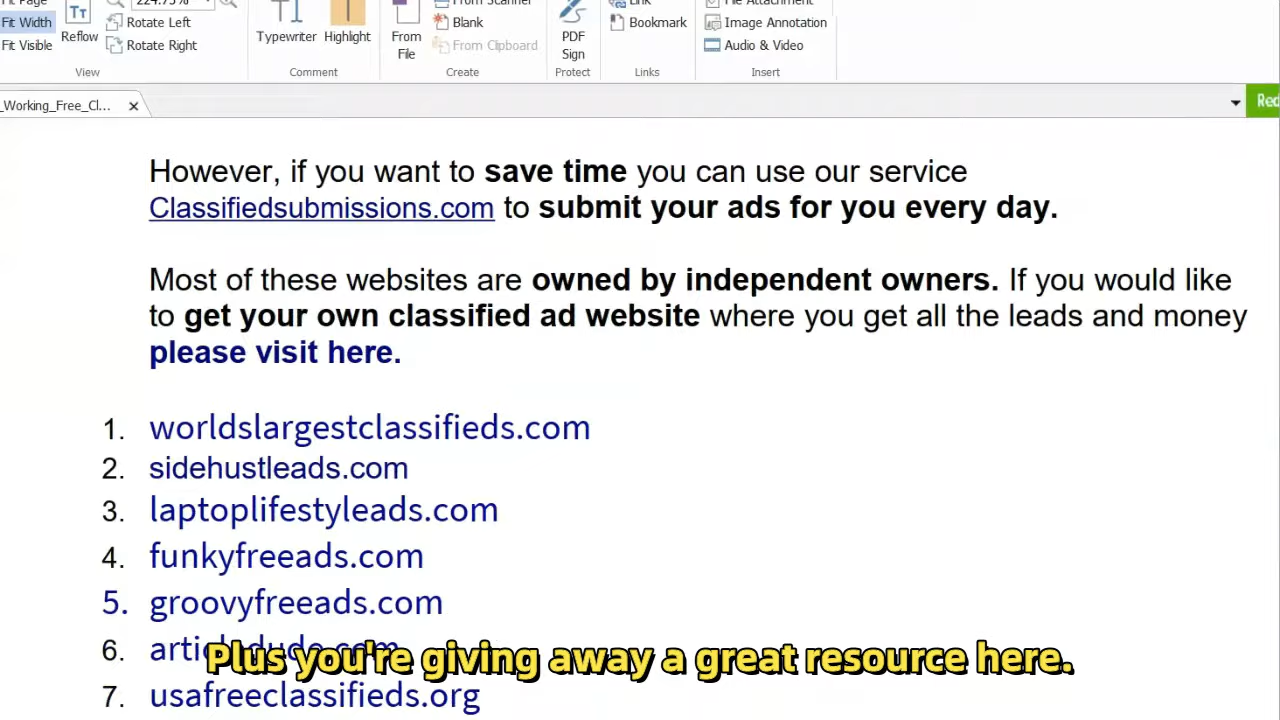 Fit Page
224.73%
Fit Width
Fit Visible
Reflow
Rotate Left
Rotate Right
View
Typewriter
Highlight
Comment
From File
From Scanner
Blank
From Clipboard
Create
PDF Sign
Protect
Link
Bookmark
Links
File Attachment
Image Annotation
Audio & Video
Insert
_Working_Free_Cl...
Red
However, if you want to save time you can use our service
Classifiedsubmissions.com to submit your ads for you every day.
Most of these websites are owned by independent owners. If you would like
to get your own classified ad website where you get all the leads and money
please visit here.
1. worldslargestclassifieds.com
2. sidehustleads.com
3. laptoplifestyleads.com
4. funkyfreeads.com
5. groovyfreeads.com
6. articledude.com
Plus you're giving away a great resource here.
7. usafreeclassifieds.org